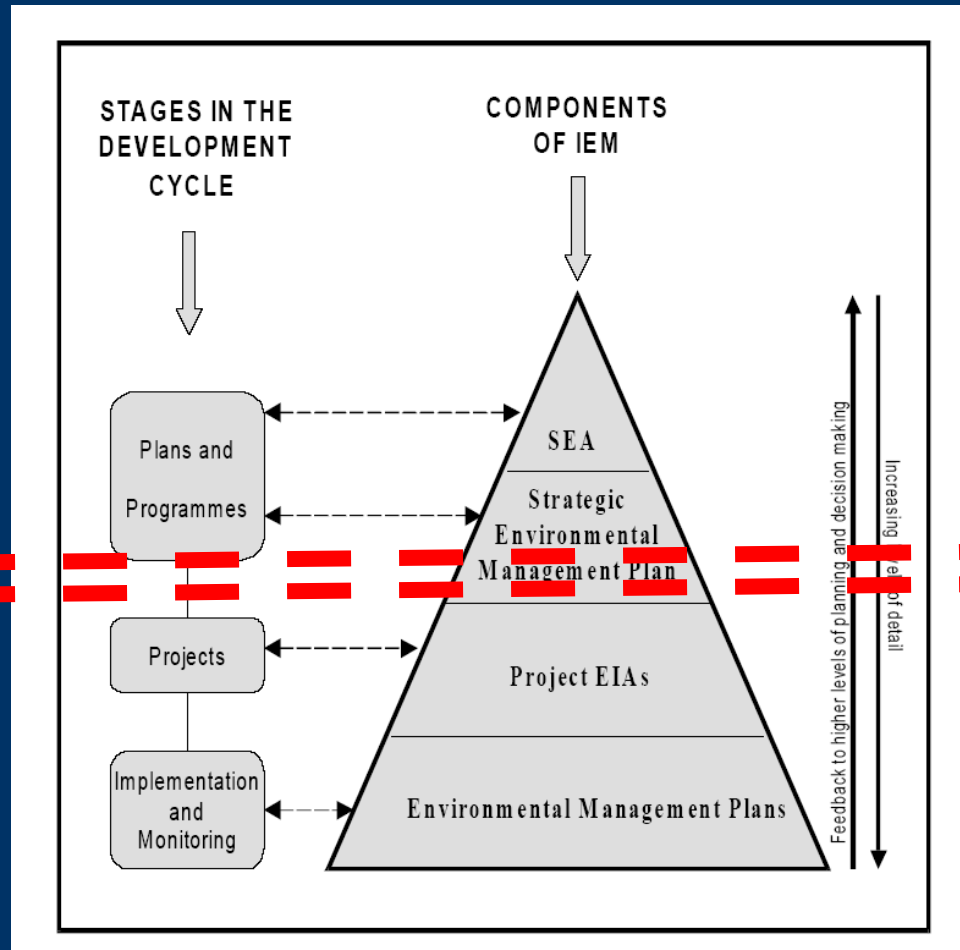 STAGES IN THE
DEVELOPMENT
CYCLE
COMPONENTS
OF IEM
Plans and
Programmes
Projects
Implementation
and
Monitoring
SEA
Strategic
Environmental
Management Plan
Project EIAs
Environmental Management Plans
Feedback to higher levels of planning and decision making
Increasing of detail